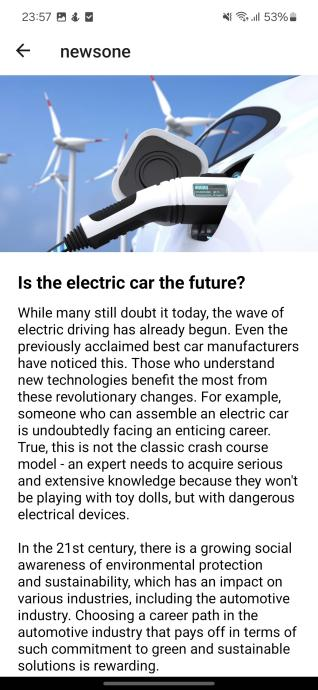 23:57 53%
newsone
Is the electric car the future?
While many still doubt it today, the wave of
electric driving has already begun. Even the
previously acclaimed best car manufacturers
have noticed this. Those who understand
new technologies benefit the most from
these revolutionary changes. For example,
someone who can assemble an electric car
is undoubtedly facing an enticing career.
True, this is not the classic crash course
model - an expert needs to acquire serious
and extensive knowledge because they won't
be playing with toy dolls, but with dangerous
electrical devices.
In the 21st century, there is a growing social
awareness of environmental protection
and sustainability, which has an impact on
various industries, including the automotive
industry. Choosing a career path in the
automotive industry that pays off in terms of
such commitment to green and sustainable
solutions is rewarding.